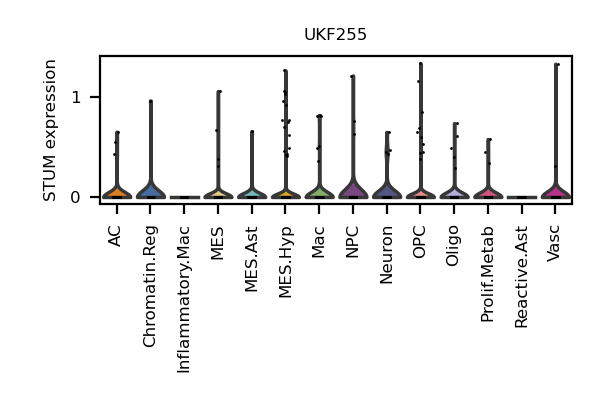 UKF255
STUM expression
1
0
AC
Chromatin.Reg
Inflammatory.Mac
MES
MES.Ast
MES.Hyp
Mac
NPC
Neuron
OPC
Oligo
Prolif.Metab
Reactive.Ast
Vasc